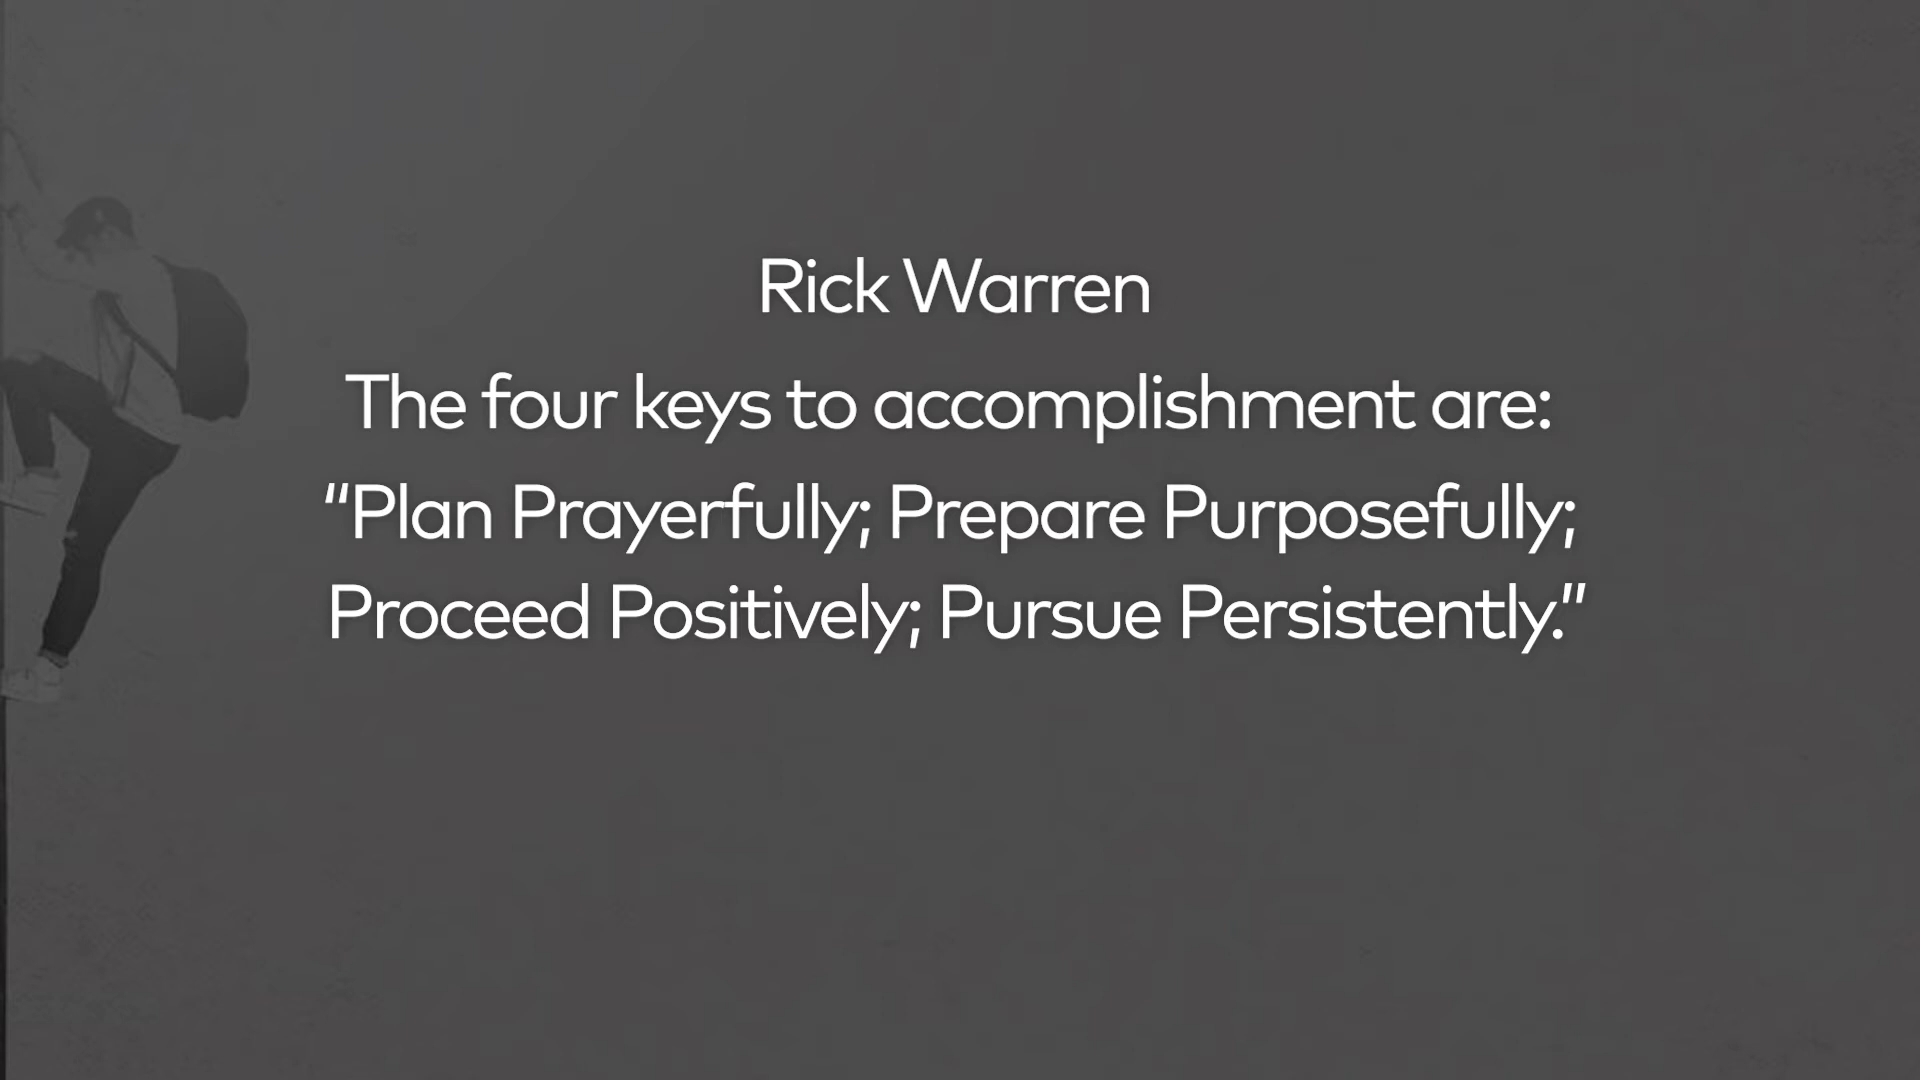 Rick Warren
The four keys to accomplishment are:
“Plan Prayerfully; Prepare Purposefully;
Proceed Positively; Pursue Persistently.”